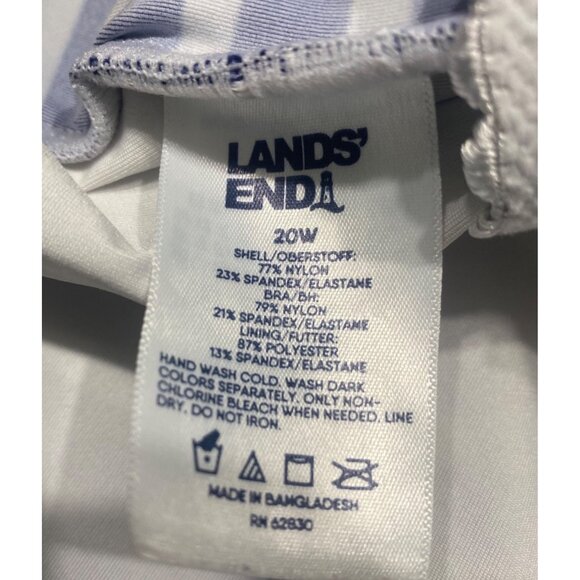 LANDS'
END
20W
SHELL/OBERSTOFF:
77% NYLON
23% SPANDEX/ELASTANE
BRA/BH:
79% NYLON
21% SPANDEX/ELASTANE
LINING/FUTTER:
87% POLYESTER
13% SPANDEX/ELASTANE
HAND WASH COLD. WASH DARK
COLORS SEPARATELY. ONLY NON-
CHLORINE BLEACH WHEN NEEDED. LINE
DRY. DO NOT IRON.
MADE IN BANGLADESH
RN 62830